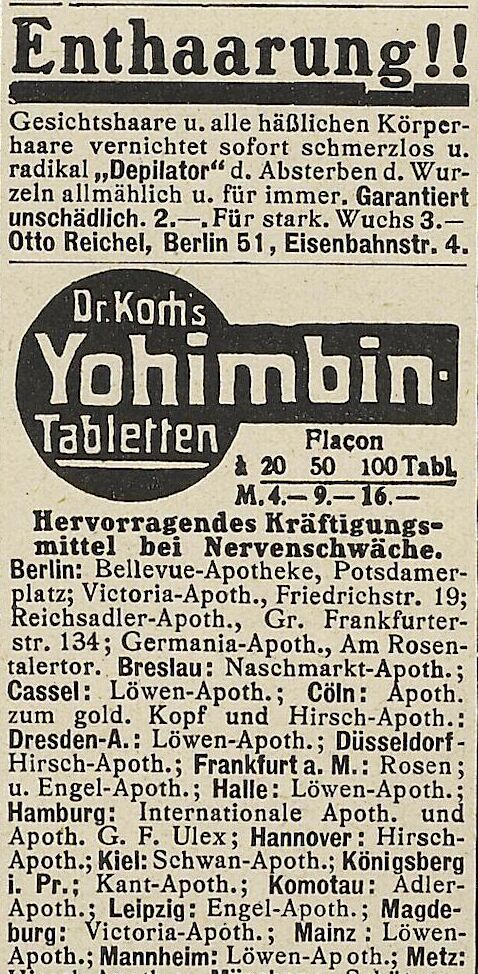 Enthaarung!!
Gesichtshaare u. alle häßlichen Körper-
haare vernichtet sofort schmerzlos u.
radikal „Depilator“ d. Absterben d. Wur-
zeln allmählich u. für immer. Garantiert
unschädlich. 2.—. Für stark. Wuchs 3.—
Otto Reichel, Berlin 51, Eisenbahnstr. 4.
Dr. Koch's
Yohimbin-
Tabletten
Flacon
à 20 50 100 Tabl.
M. 4.— 9.— 16.—
Hervorragendes Kräftigungs-
mittel bei Nervenschwäche.
Berlin: Bellevue-Apotheke, Potsdamer-
platz; Victoria-Apoth., Friedrichstr. 19;
Reichsadler-Apoth., Gr. Frankfurter-
str. 134; Germania-Apoth., Am Rosen-
talertor. Breslau: Naschmarkt-Apoth.;
Cassel: Löwen-Apoth.; Cöln: Apoth.
zum gold. Kopf und Hirsch-Apoth.:
Dresden-A.: Löwen-Apoth.; Düsseldorf-
Hirsch-Apoth.; Frankfurt a. M.: Rosen;
u. Engel-Apoth.; Halle: Löwen-Apoth.;
Hamburg: Internationale Apoth. und
Apoth. G. F. Ulex; Hannover: Hirsch-
Apoth.; Kiel: Schwan-Apoth.; Königsberg
i. Pr.; Kant-Apoth.; Komotau: Adler-
Apoth.; Leipzig: Engel-Apoth.; Magde-
burg: Victoria-Apoth.; Mainz: Löwen-
Apoth.; Mannheim: Löwen-Apoth.; Metz: